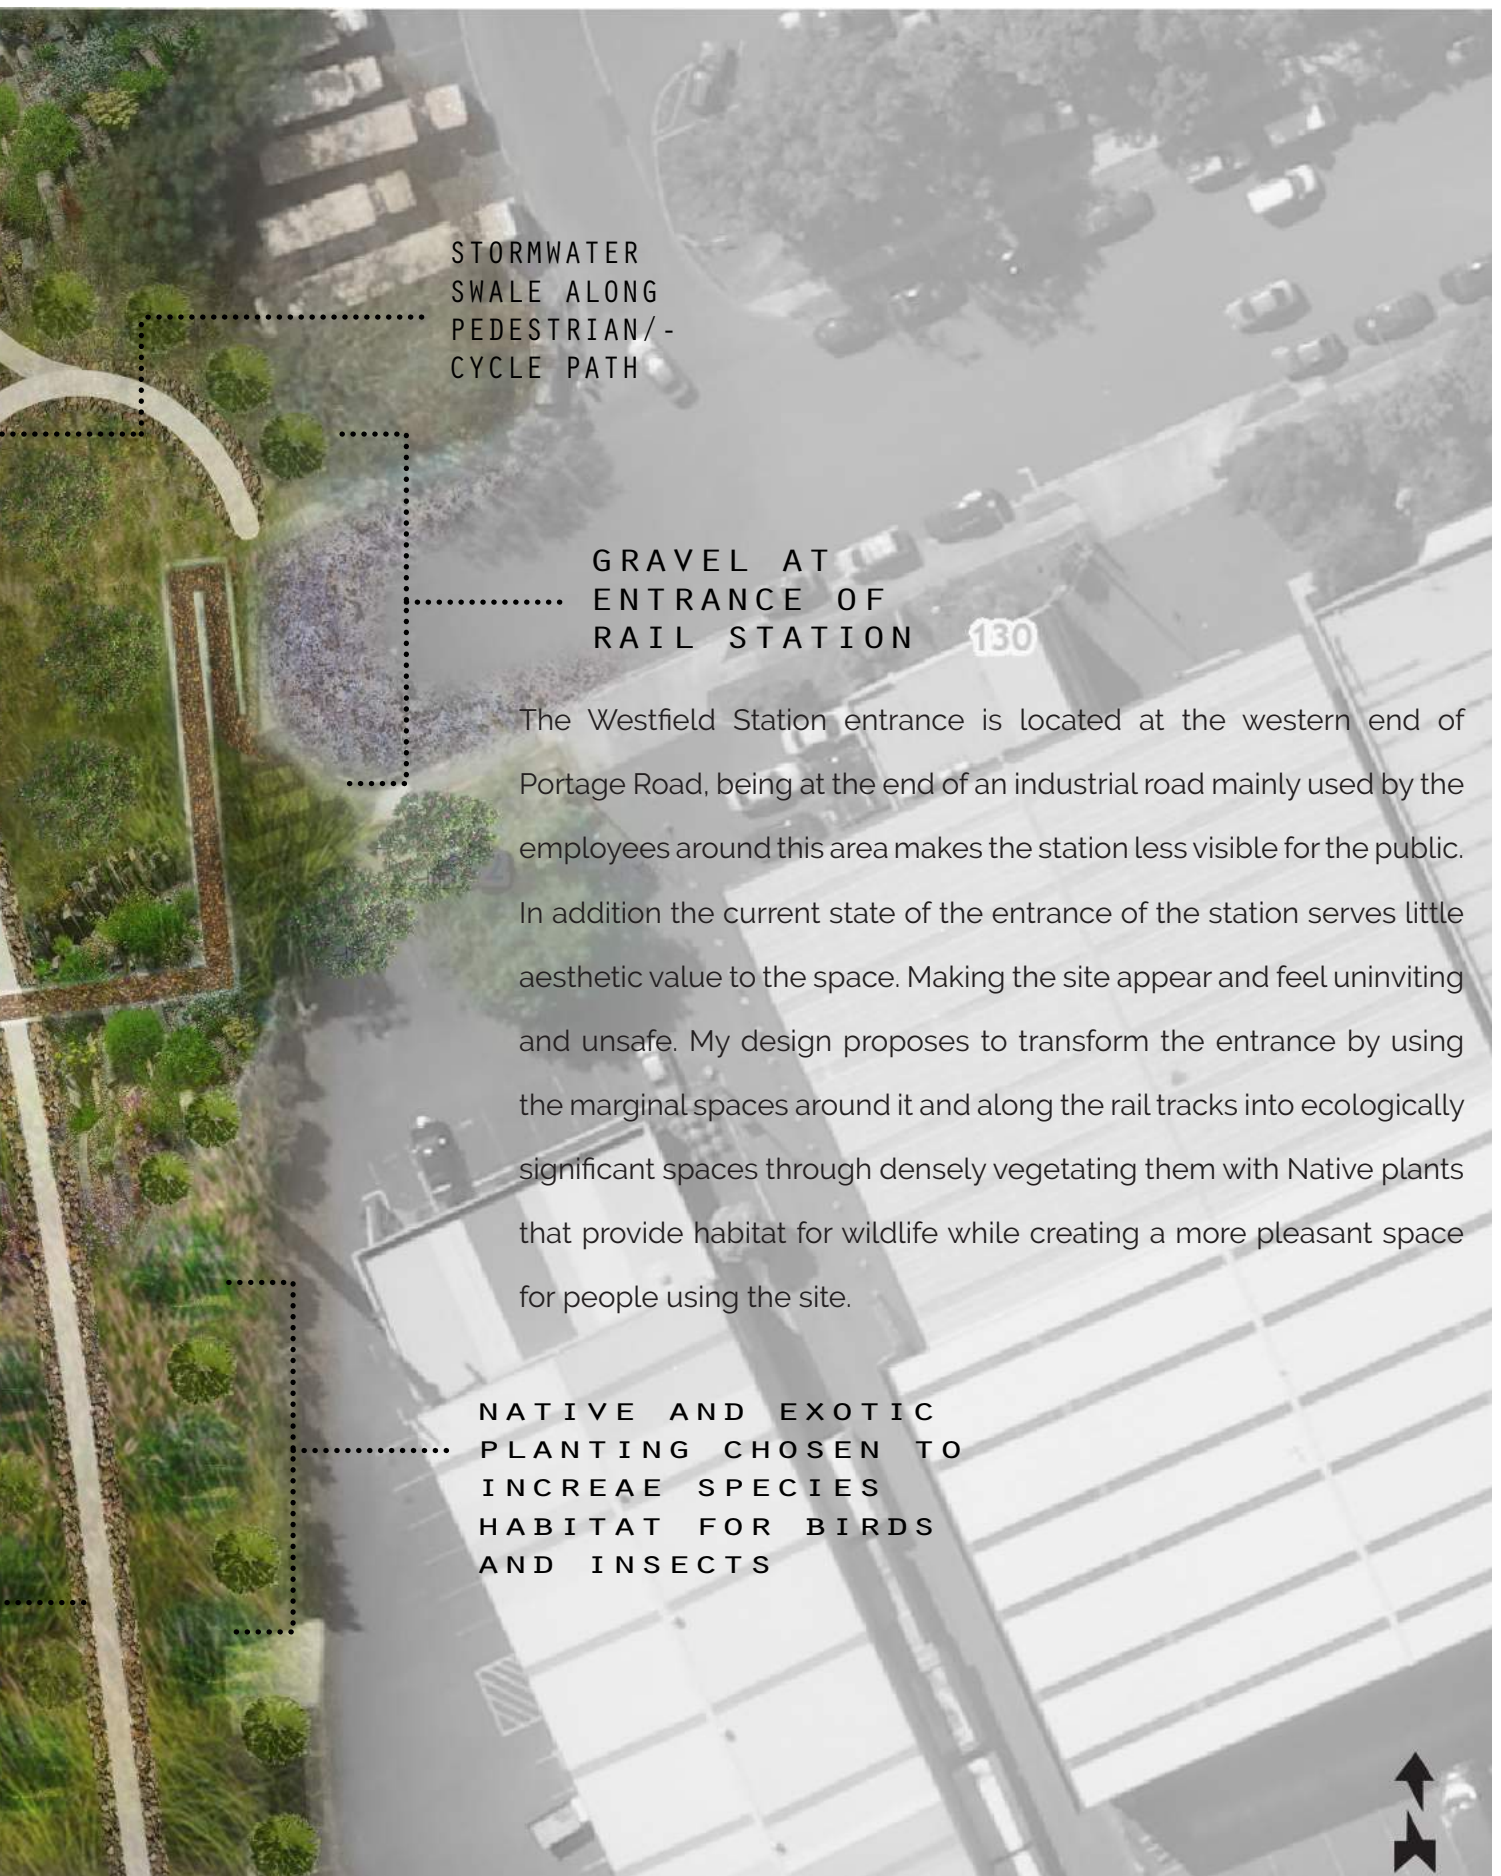 STORMWATER
SWALE ALONG
PEDESTRIAN/-
CYCLE PATH
GRAVEL AT
ENTRANCE OF
RAIL STATION
130
The Westfield Station entrance is located at the western end of
Portage Road, being at the end of an industrial road mainly used by the
employees around this area makes the station less visible for the public.
In addition the current state of the entrance of the station serves little
aesthetic value to the space. Making the site appear and feel uninviting
and unsafe. My design proposes to transform the entrance by using
the marginal spaces around it and along the rail tracks into ecologically
significant spaces through densely vegetating them with Native plants
that provide habitat for wildlife while creating a more pleasant space
for people using the site.
NATIVE AND EXOTIC
PLANTING CHOSEN TO
INCREAE SPECIES
HABITAT FOR BIRDS
AND INSECTS